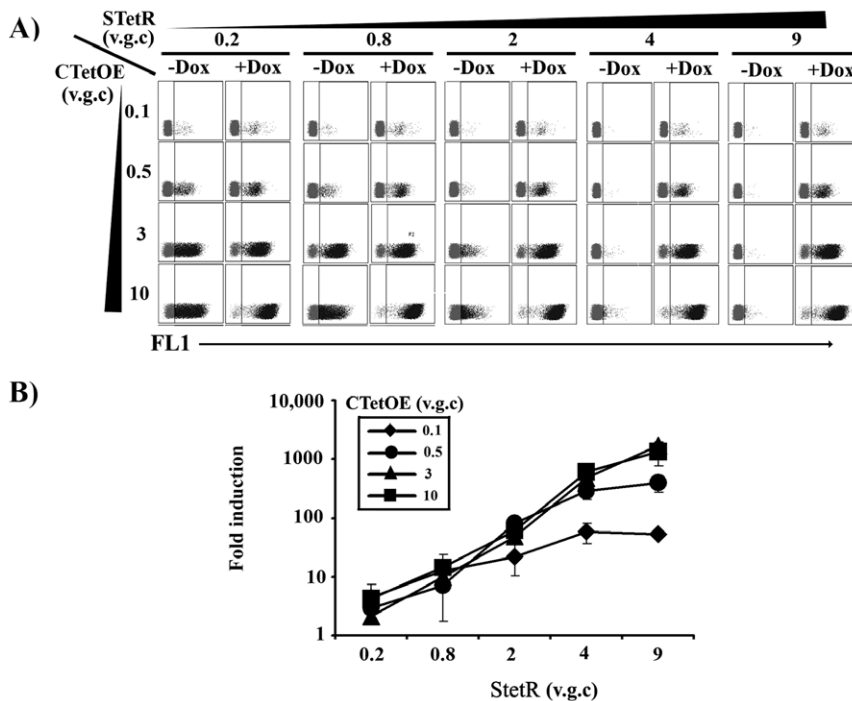 A)
STetR
(v.g.c)
0.2 0.8 2 4 9
CTetOE
(v.g.c)
-Dox +Dox -Dox +Dox -Dox +Dox -Dox +Dox -Dox +Dox
0.1
0.5
3
P2
10
FL1
B)
CTetOE (v.g.c)
0.1
0.5
3
10
Fold induction
10,000
1000
100
10
1
0.2 0.8 2 4 9
StetR (v.g.c)